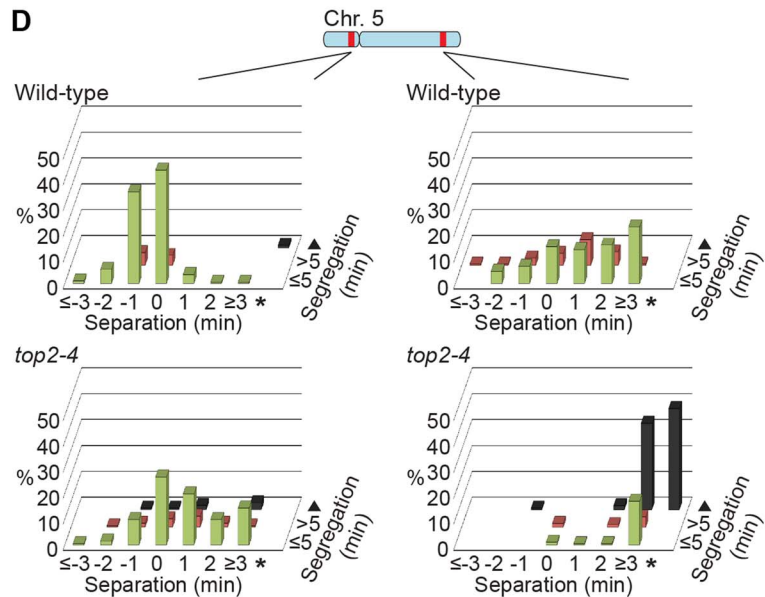 D
Chr. 5
Wild-type
50
40
30
20
10
0
%
≤-3 -2 -1 0 1 2 ≥3 *
Separation (min)
▲
>5
≤5
Segregation
(min)
Wild-type
50
40
30
20
10
0
%
≤-3 -2 -1 0 1 2 ≥3 *
Separation (min)
▲
>5
≤5
Segregation
(min)
top2-4
50
40
30
20
10
0
%
≤-3 -2 -1 0 1 2 ≥3 *
Separation (min)
▲
>5
≤5
Segregation
(min)
top2-4
50
40
30
20
10
0
%
≤-3 -2 -1 0 1 2 ≥3 *
Separation (min)
▲
>5
≤5
Segregation
(min)